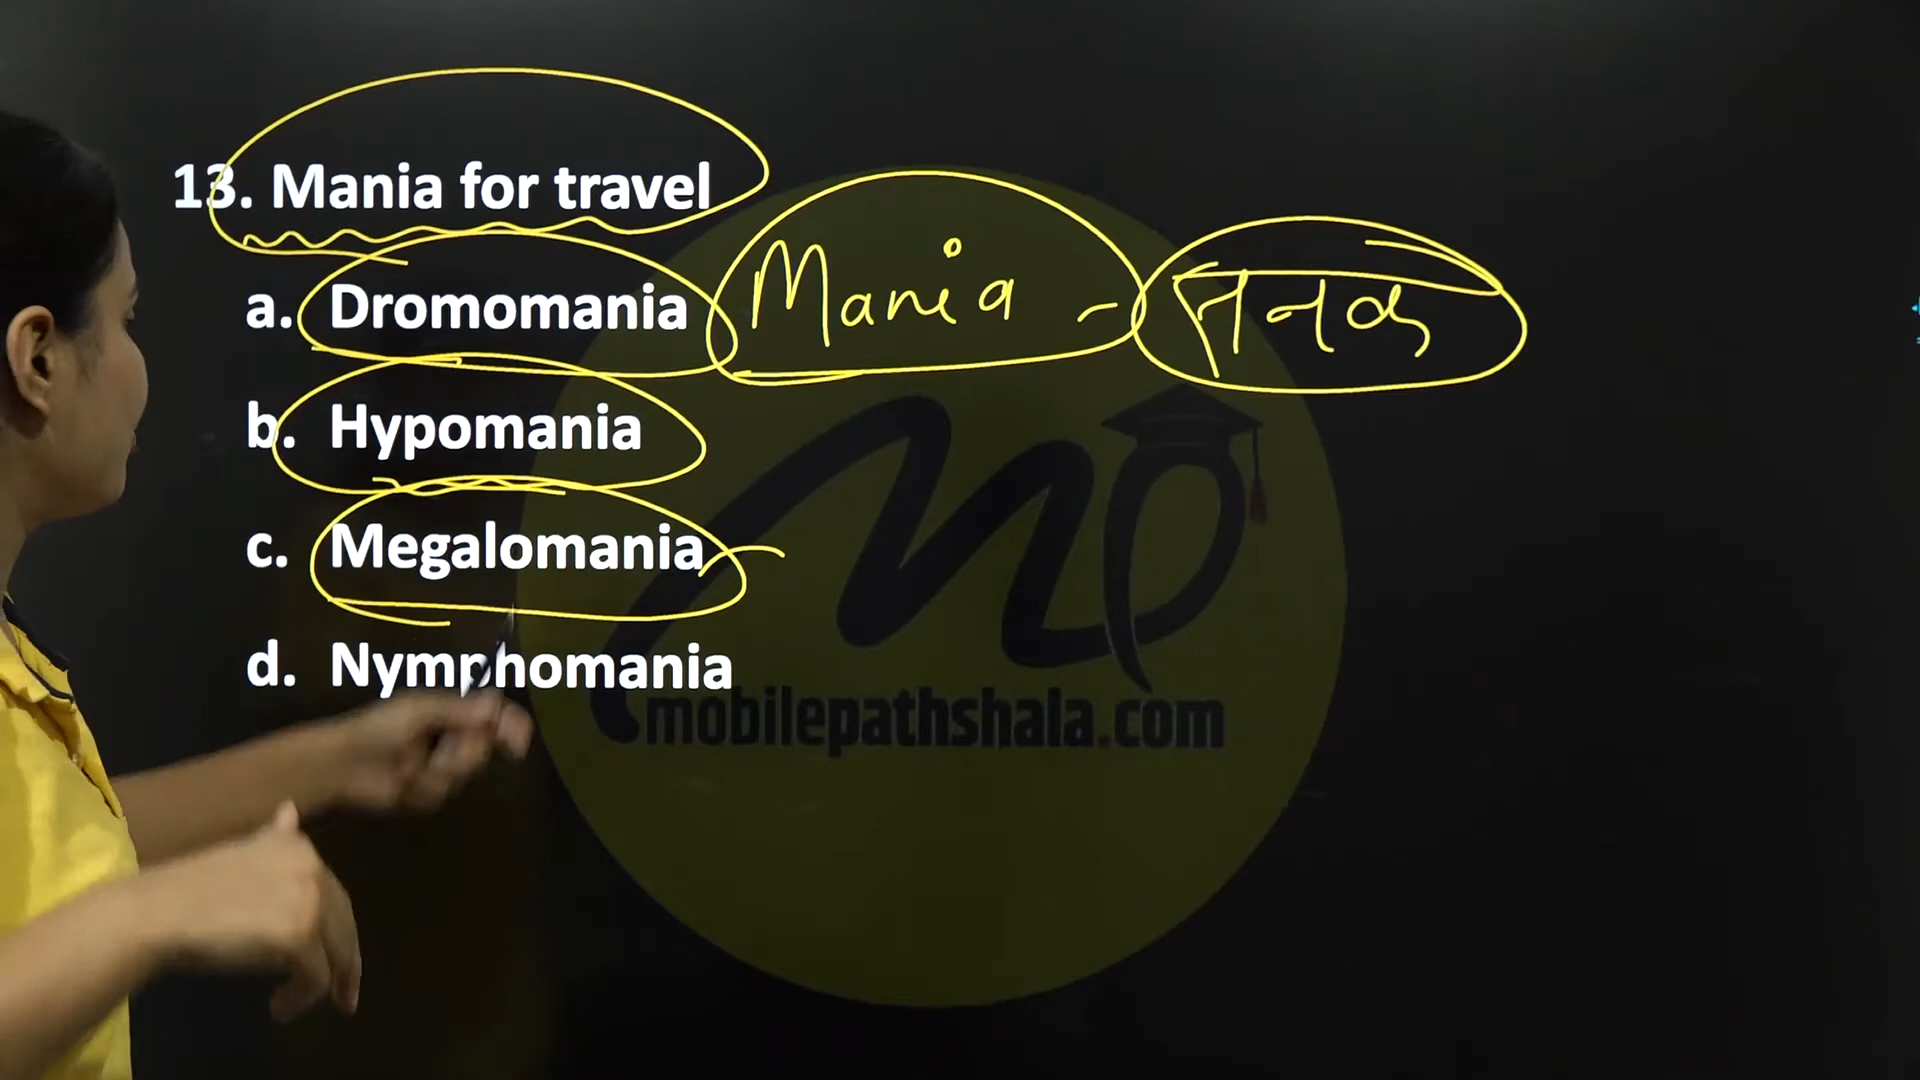 13. Mania for travel
a. Dromomania Mania - सनक
b. Hypomania
c. Megalomania
d. Nymphomania
mobilepathshala.com